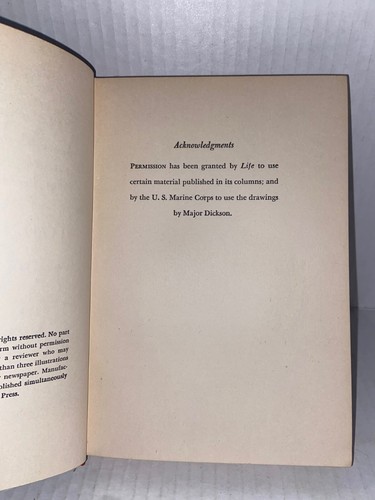 rights reserved. No part
rm without permission
a reviewer who may
than three illustrations
newspaper. Manufac-
blished simultaneously
Press.
Acknowledgments
PERMISSION has been granted by Life to use
certain material published in its columns; and
by the U. S. Marine Corps to use the drawings
by Major Dickson.